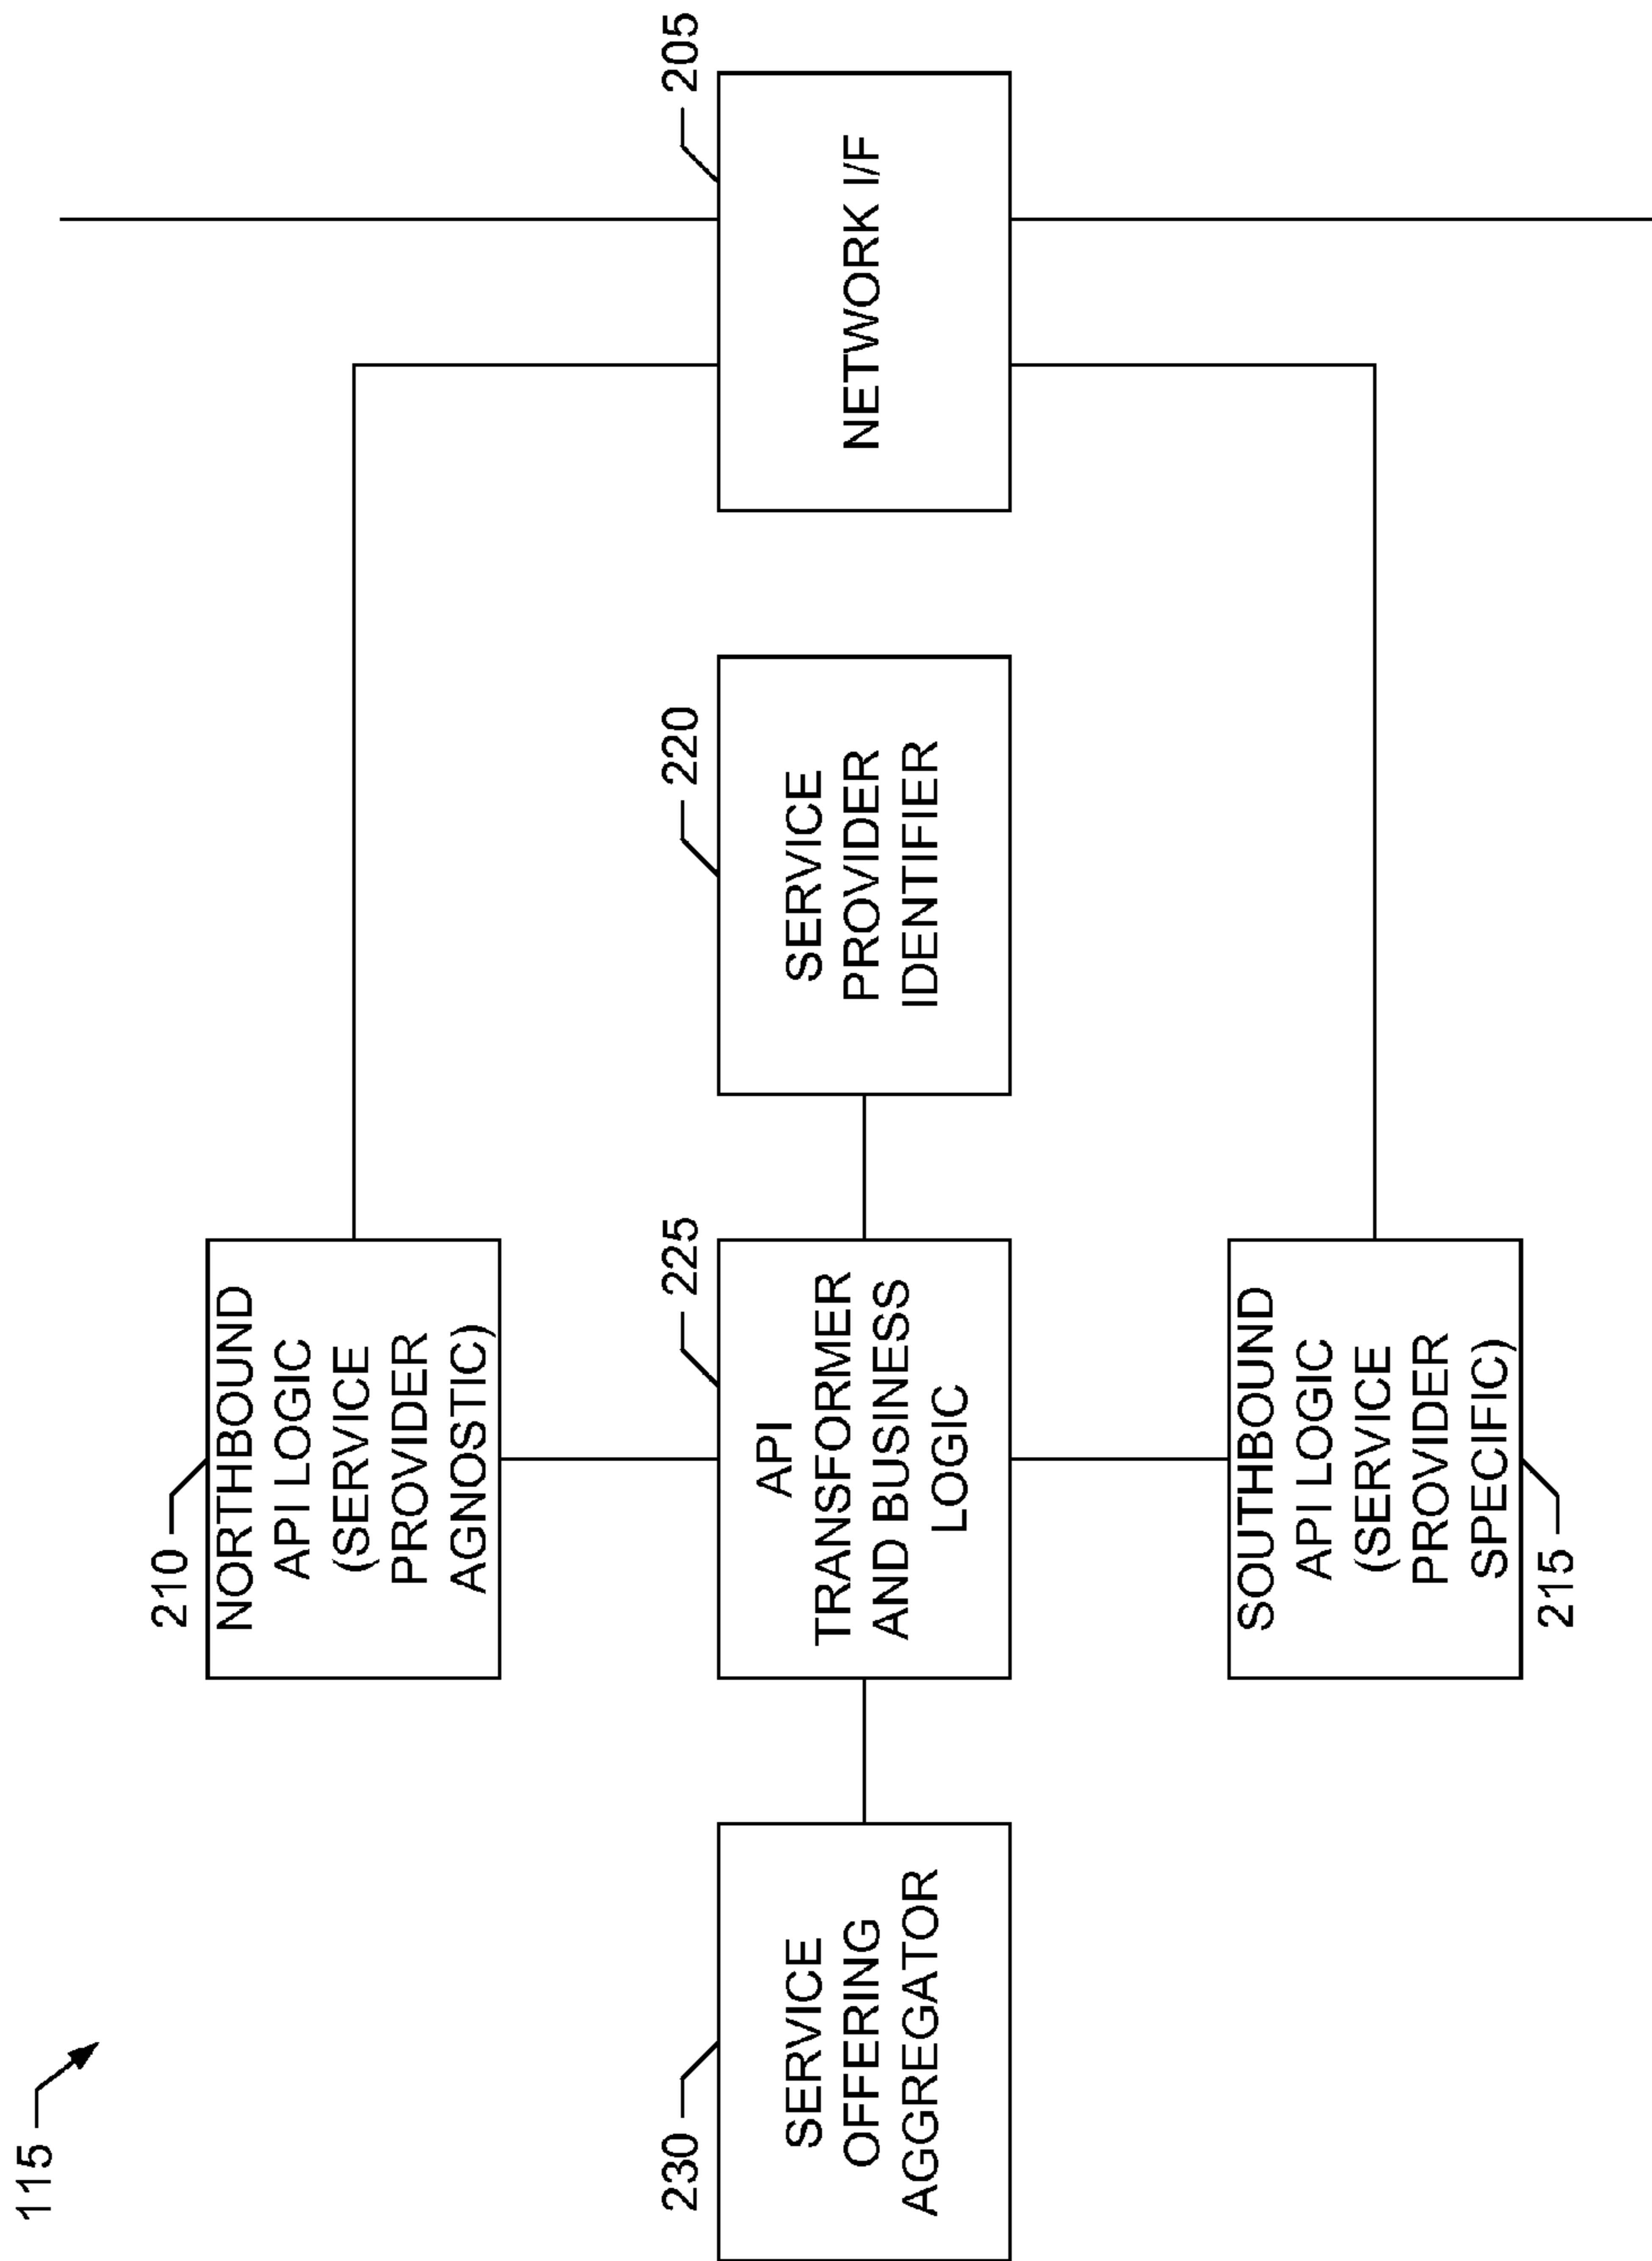 115
230
SERVICE
OFFERING
AGGREGATOR
210
NORTHBOUND
API LOGIC
(SERVICE
PROVIDER
AGNOSTIC)
225
API
TRANSFORMER
AND BUSINESS
LOGIC
SOUTHBOUND
API LOGIC
(SERVICE
PROVIDER
SPECIFIC)
215
220
SERVICE
PROVIDER
IDENTIFIER
205
NETWORK I/F